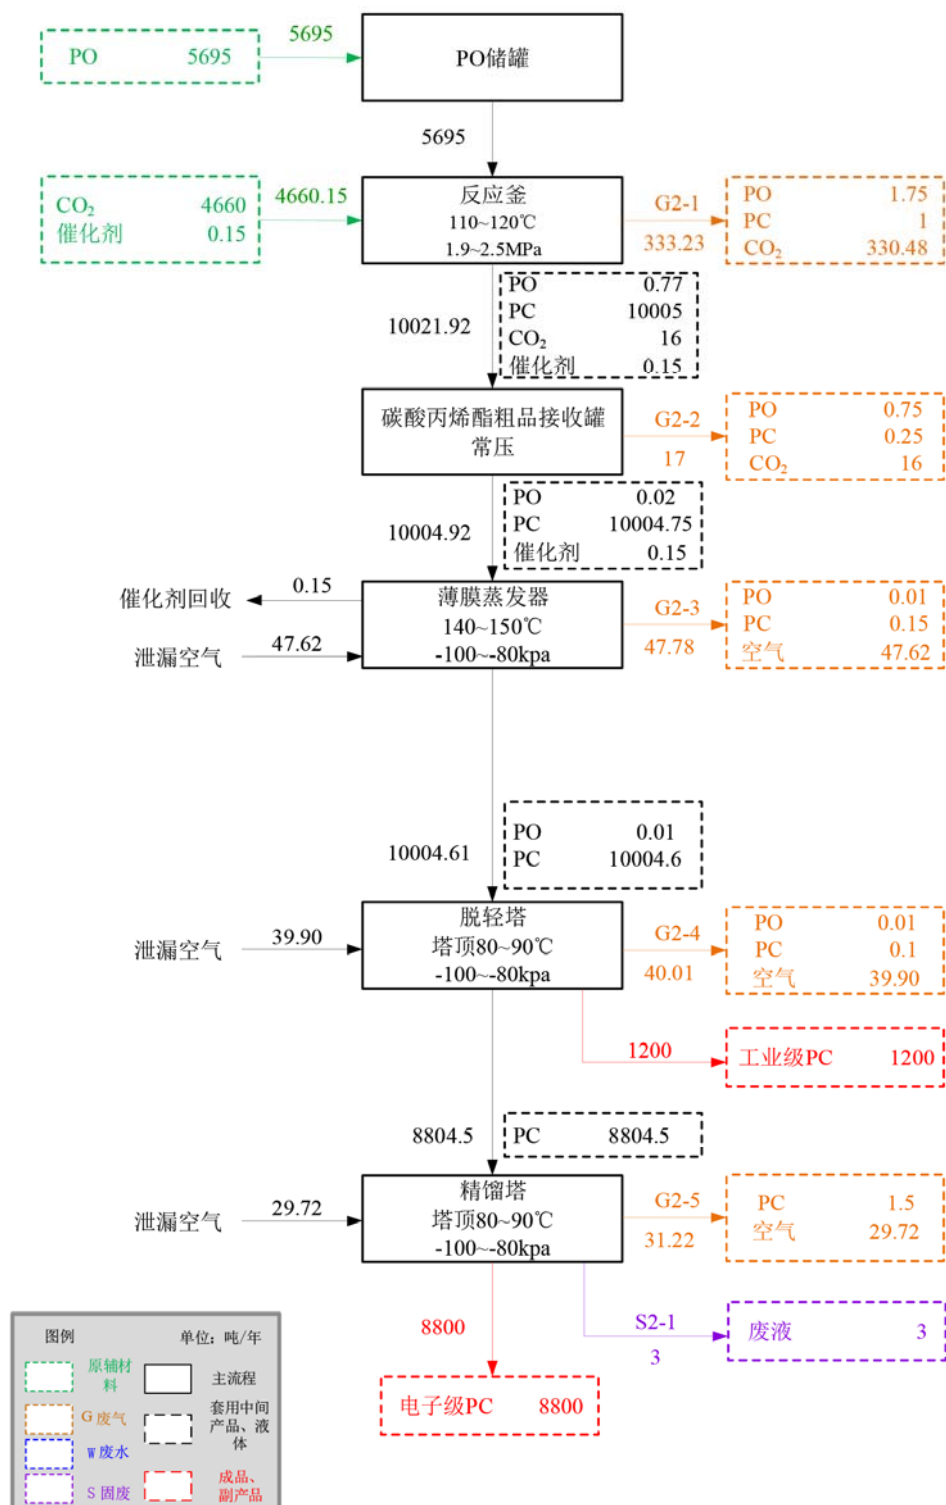 5695
PO 5695
PO储罐
5695
CO₂ 4660
催化剂 0.15
4660.15
反应釜
110~120℃
1.9~2.5MPa
G2-1
333.23
PO 1.75
PC 1
CO₂ 330.48
10021.92
PO 0.77
PC 10005
CO₂ 16
催化剂 0.15
碳酸丙烯酯粗品接收罐
常压
G2-2
17
PO 0.75
PC 0.25
CO₂ 16
10004.92
PO 0.02
PC 10004.75
催化剂 0.15
催化剂回收
0.15
泄漏空气
47.62
薄膜蒸发器
140~150℃
-100~-80kpa
G2-3
47.78
PO 0.01
PC 0.15
空气 47.62
10004.61
PO 0.01
PC 10004.6
泄漏空气
39.90
脱轻塔
塔顶80~90℃
-100~-80kpa
G2-4
40.01
PO 0.01
PC 0.1
空气 39.90
1200
工业级PC 1200
8804.5
PC 8804.5
泄漏空气
29.72
精馏塔
塔顶80~90℃
-100~-80kpa
G2-5
31.22
PC 1.5
空气 29.72
8800
S2-1
3
废液 3
电子级PC 8800
图例 单位：吨/年
原辅材
料
主流程
G 废气
套用中间
产品、液
体
W 废水
S 固废
成品、
副产品